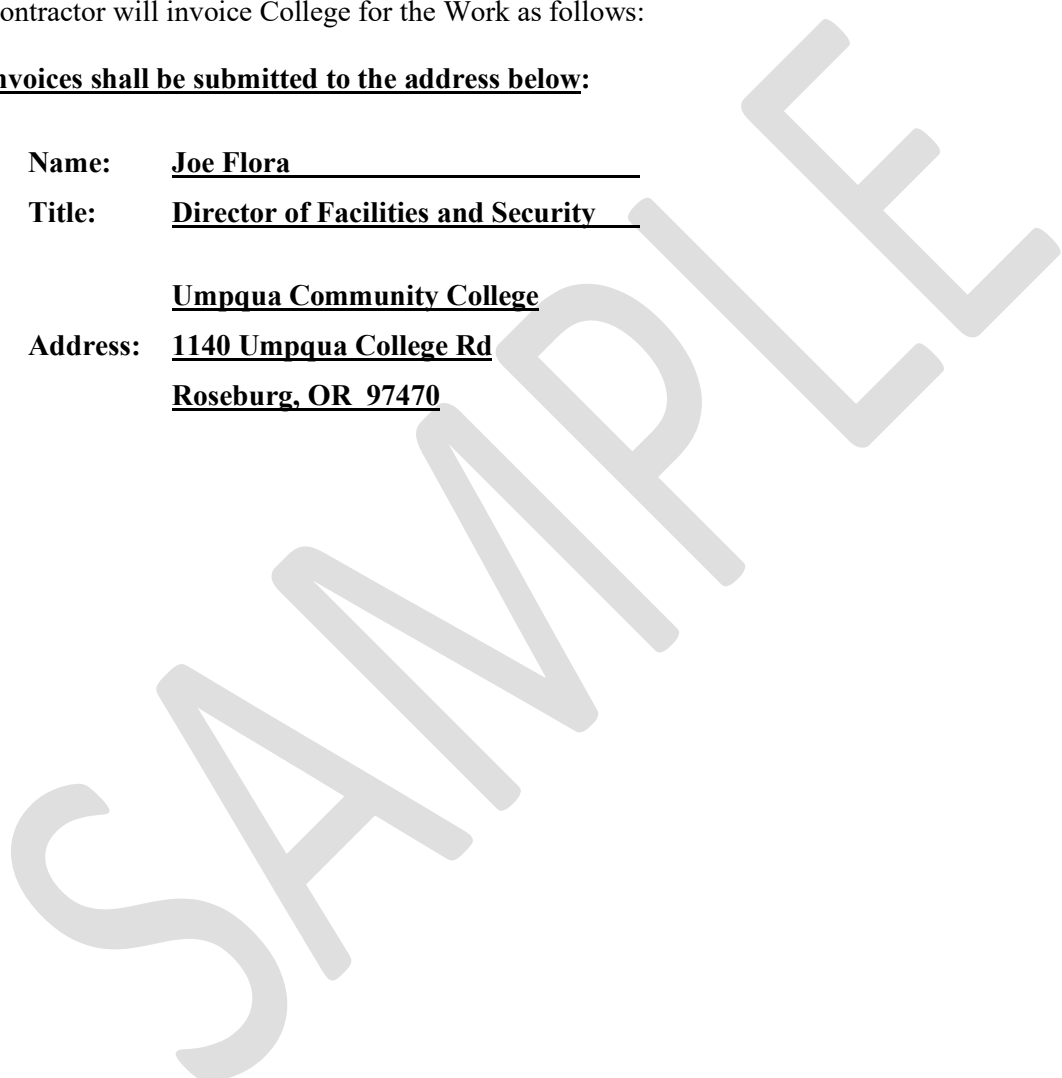 ontractor will invoice College for the Work as follows:
nvoices shall be submitted to the address below:
Name: Joe Flora
Title: Director of Facilities and Security
Umpqua Community College
Address: 1140 Umpqua College Rd
Roseburg, OR 97470
SAMPLE